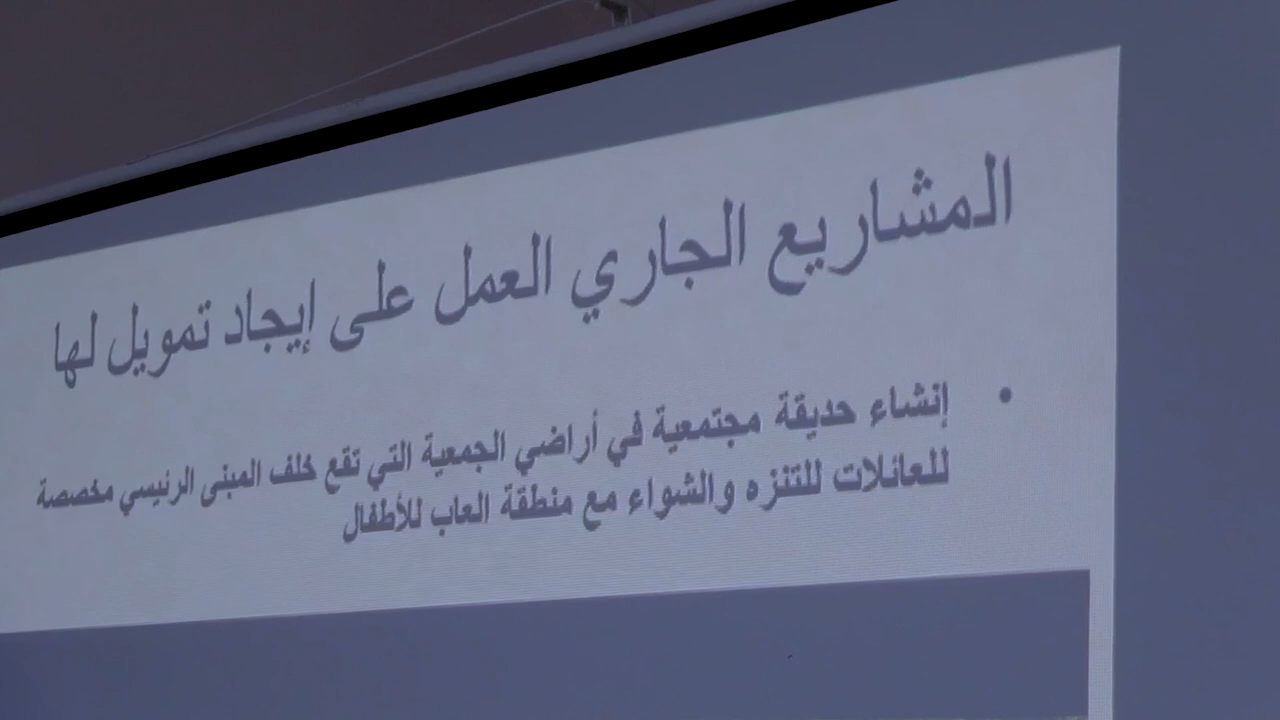 المشاريع الجاري العمل على إيجاد تمويل لها
• إنشاء حديقة مجتمعية في أراضي الجمعية التي تقع خلف المبنى الرئيسي مخصصة
للعائلات للتنزه والشواء مع منطقة العاب للأطفال